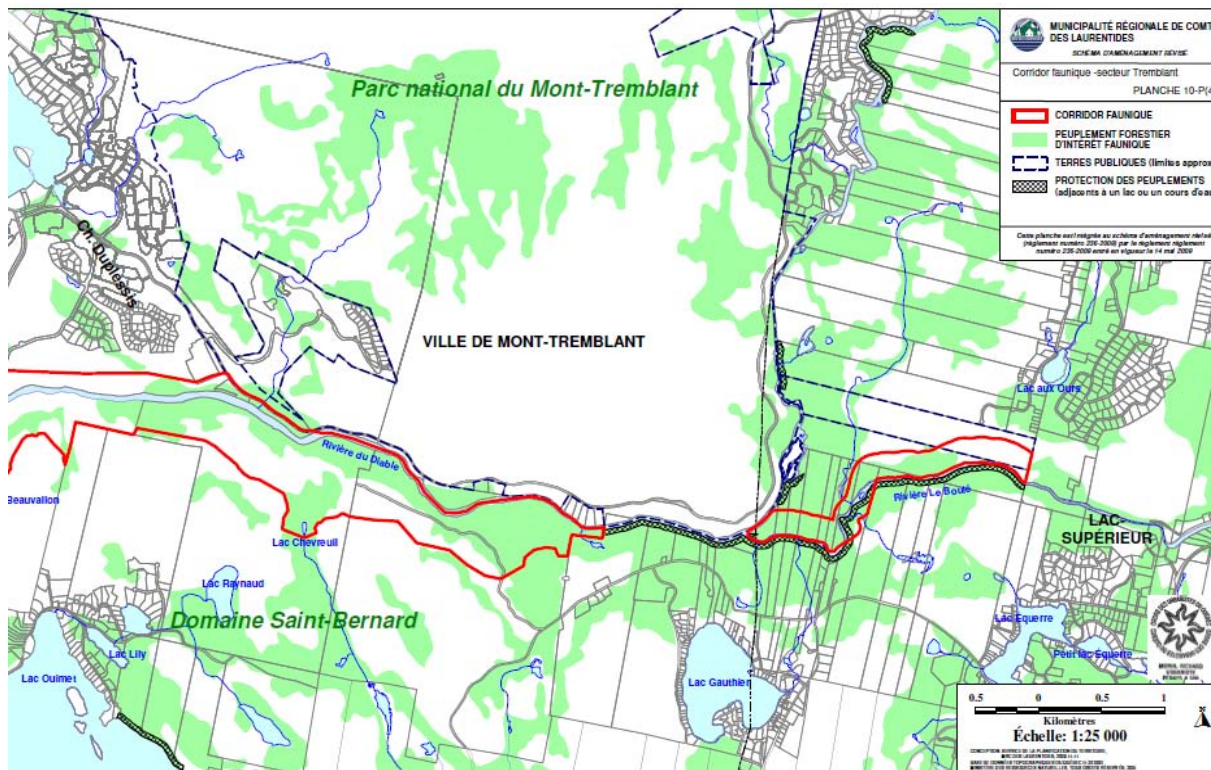 MUNICIPALITÉ RÉGIONALE DE COMT
DES LAURENTIDES
SCHÉMA D'AMÉNAGEMENT RÉVISÉ
Corridor faunique -secteur Tremblant
PLANCHE 10-P(4
CORRIDOR FAUNIQUE
PEUPLEMENT FORESTIER
D'INTÉRÊT FAUNIQUE
TERRES PUBLIQUES (limites approx
PROTECTION DES PEUPLEMENTS
(adjacents à un lac ou un cours d'eau
Parc national du Mont-Tremblant
Ch. Duplessis
VILLE DE MONT-TREMBLANT
Lac aux Ours
Rivière du Diable
Beauvallon
Rivière Le Boulé
LAC-
SUPÉRIEUR
Lac Chevreuil
Lac Raynaud
Domaine Saint-Bernard
Lac Équerre
Petit lac Équerre
Lac Lily
Lac Ouimet
Lac Gauthier
0.5 0 0.5 1
Kilomètres
Échelle: 1:25 000
N